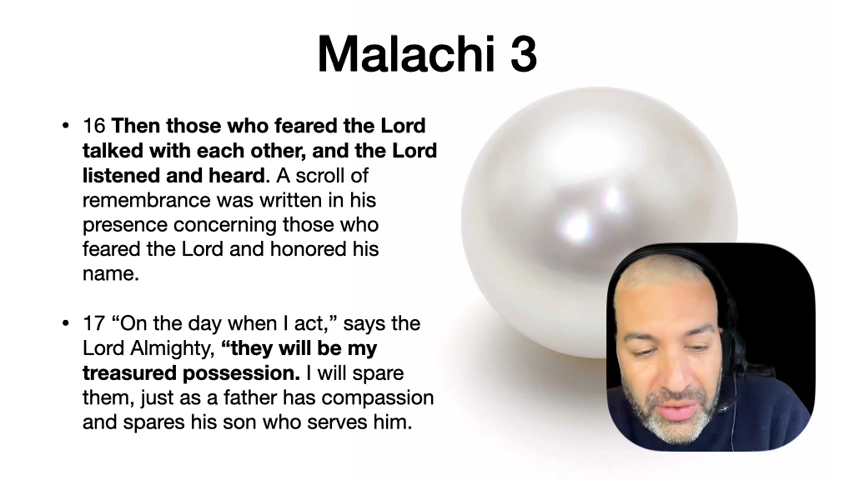 Malachi 3
• 16 Then those who feared the Lord
talked with each other, and the Lord
listened and heard. A scroll of
remembrance was written in his
presence concerning those who
feared the Lord and honored his
name.
• 17 “On the day when I act,” says the
Lord Almighty, “they will be my
treasured possession. I will spare
them, just as a father has compassion
and spares his son who serves him.